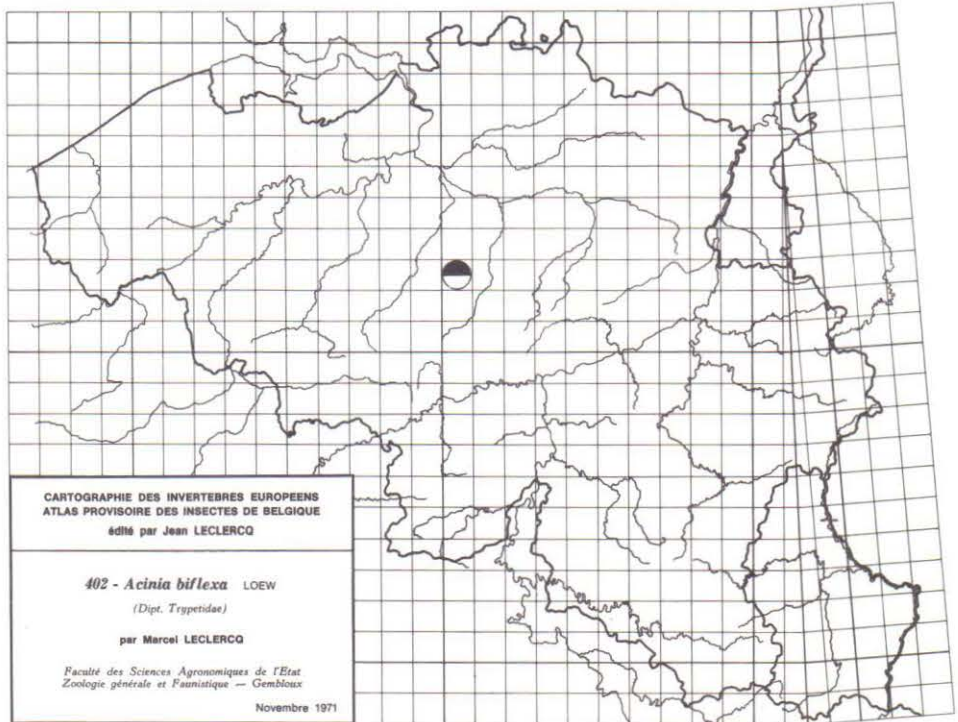 CARTOGRAPHIE DES INVERTEBRES EUROPEENS
ATLAS PROVISOIRE DES INSECTES DE BELGIQUE
édité par Jean LECLERCQ
402 - Acinia biflexa LOEW
(Dipt. Trypetidae)
par Marcel LECLERCQ
Faculté des Sciences Agronomiques de l'Etat
Zoologie générale et Faunistique — Gembloux
Novembre 1971